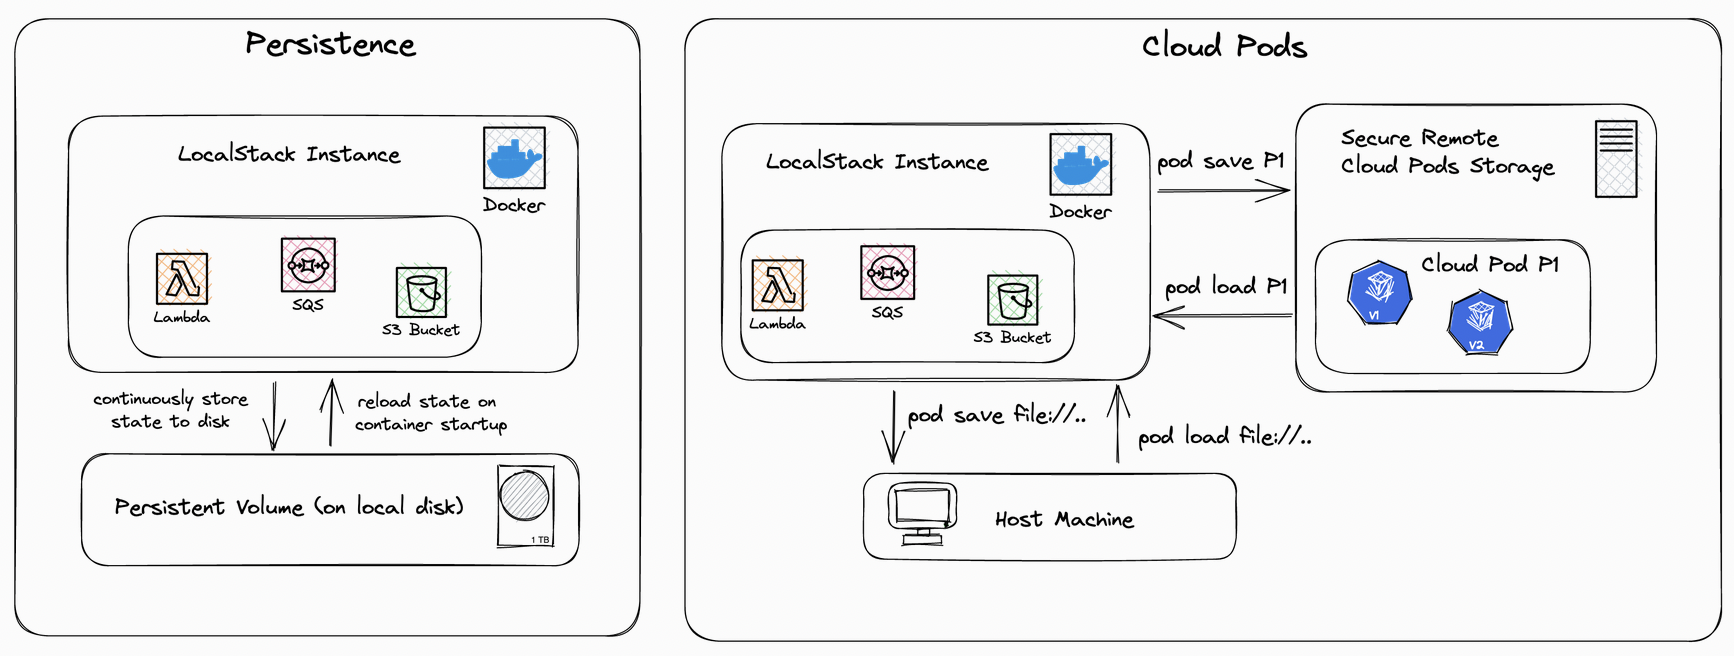 Persistence
LocalStack Instance
Docker
Lambda
SQS
S3 Bucket
continuously store
state to disk
reload state on
container startup
Persistent Volume (on local disk)
1 TB
Cloud Pods
LocalStack Instance
Docker
Lambda
SQS
S3 Bucket
pod save P1
pod load P1
Secure Remote
Cloud Pods Storage
Cloud Pod P1
V1
V2
pod save file://..
pod load file://..
Host Machine